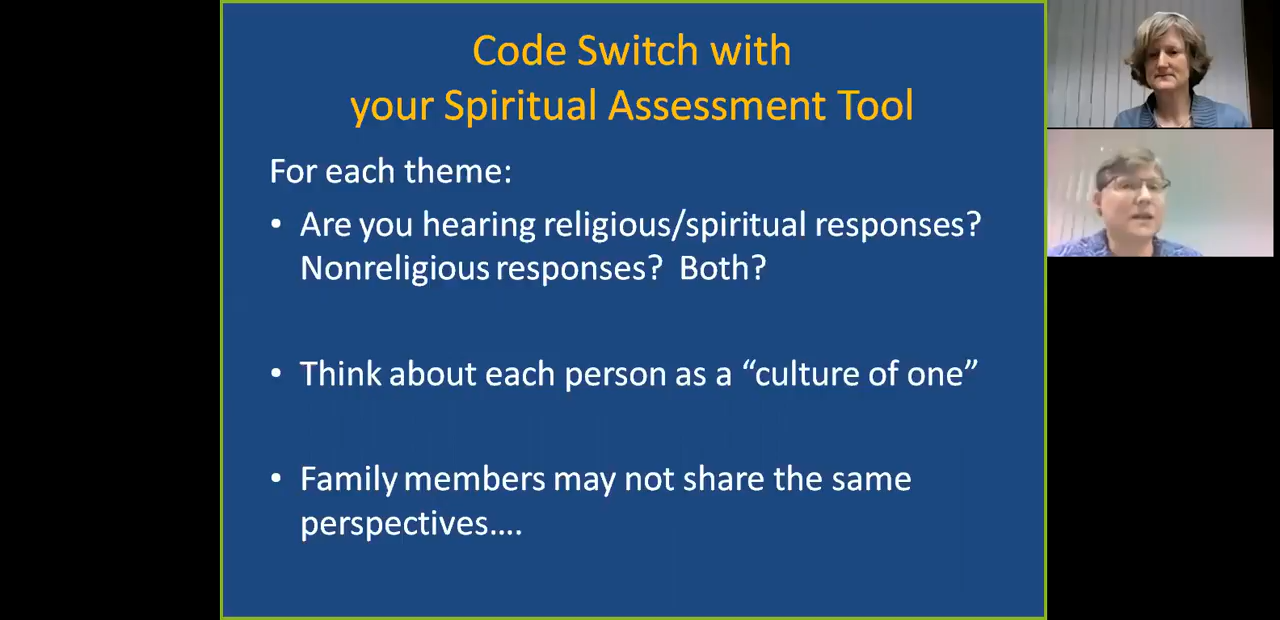 Code Switch with
your Spiritual Assessment Tool
For each theme:
• Are you hearing religious/spiritual responses?
Nonreligious responses?  Both?
• Think about each person as a “culture of one”
• Family members may not share the same
perspectives....